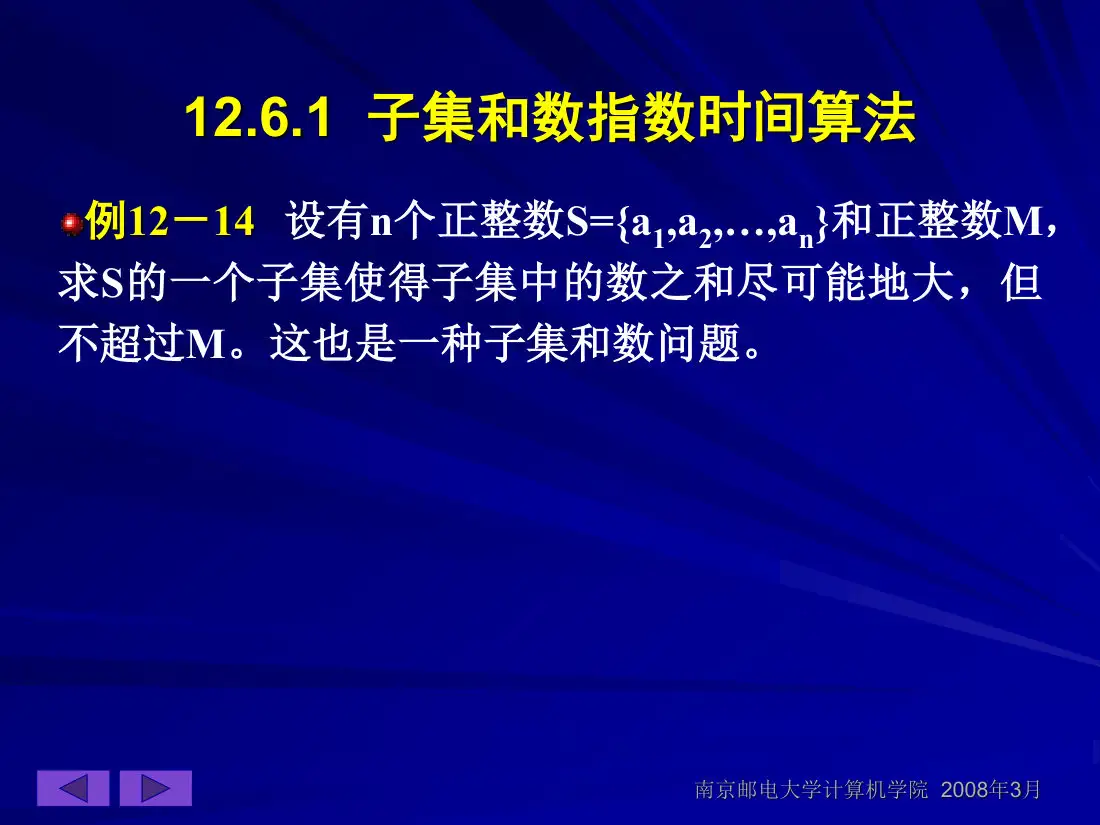 12.6.1 子集和数指数时间算法
例12－14 设有n个正整数S={a1,a2,…,an}和正整数M，
求S的一个子集使得子集中的数之和尽可能地大，但
不超过M。这也是一种子集和数问题。
南京邮电大学计算机学院 2008年3月